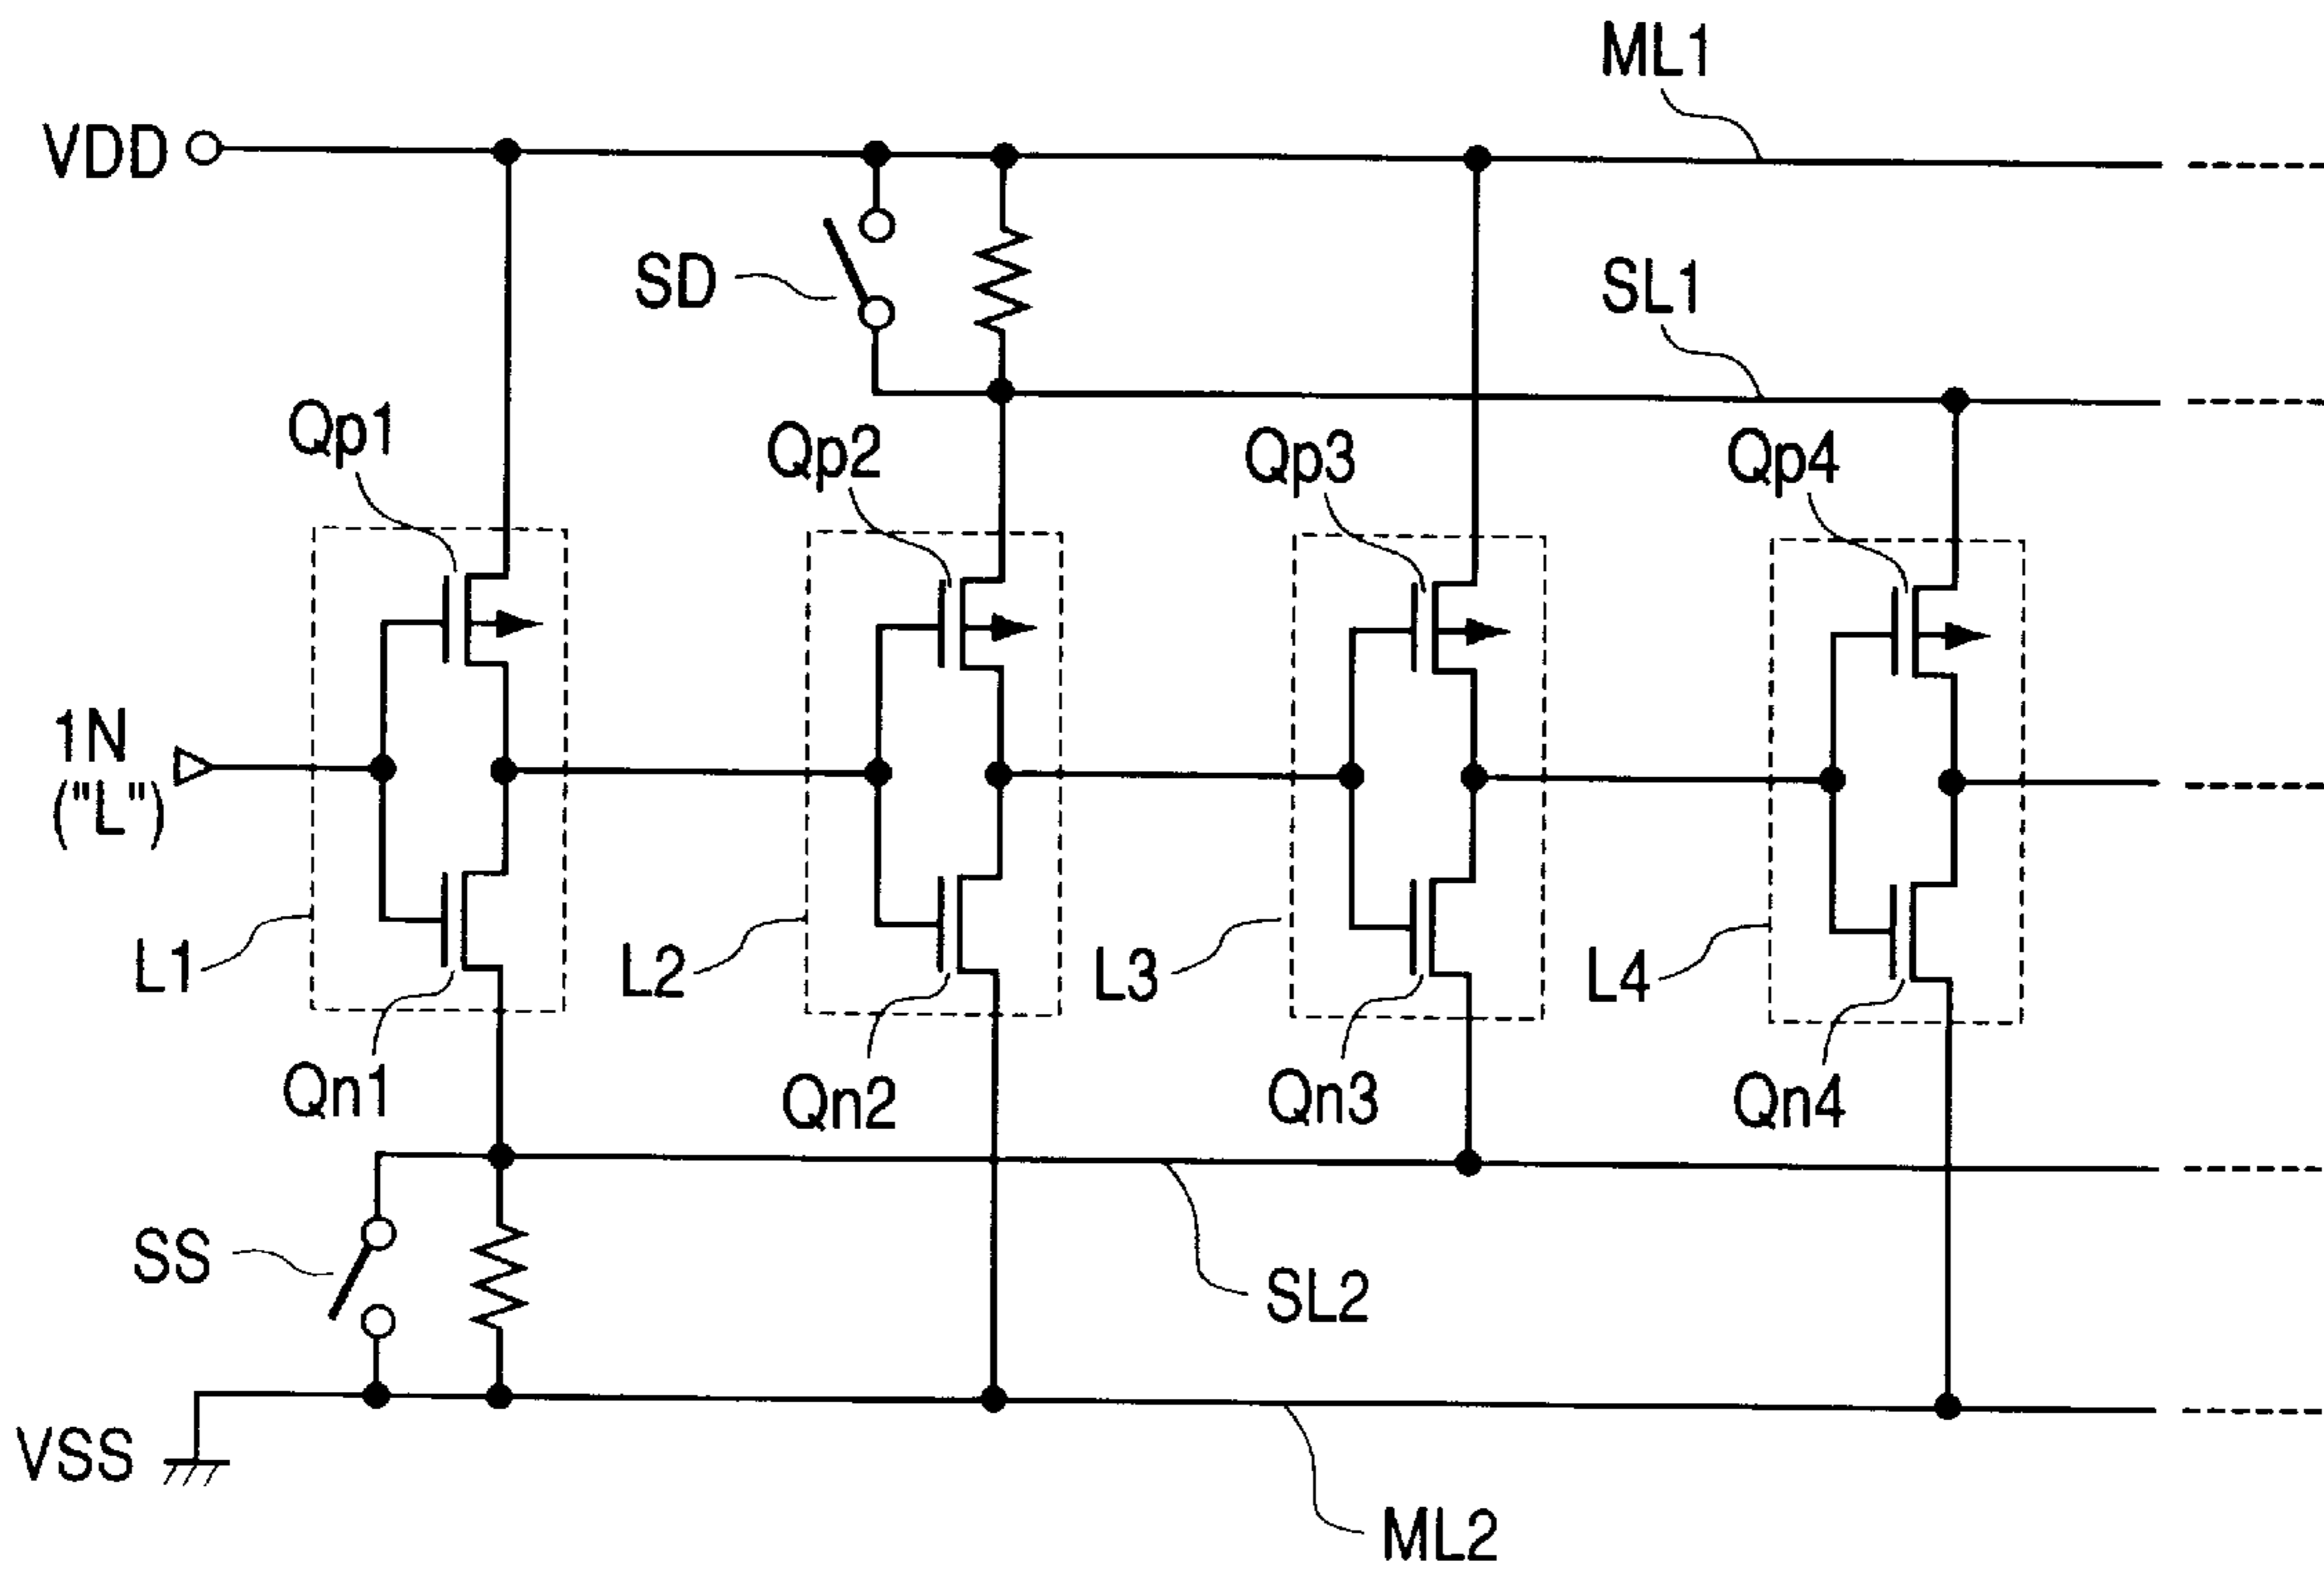 ML1
VDD
SD
SL1
Qp1
Qp2
Qp3
Qp4
1N
("L")
L1
L2
L3
L4
Qn1
Qn2
Qn3
Qn4
SS
SL2
VSS
ML2